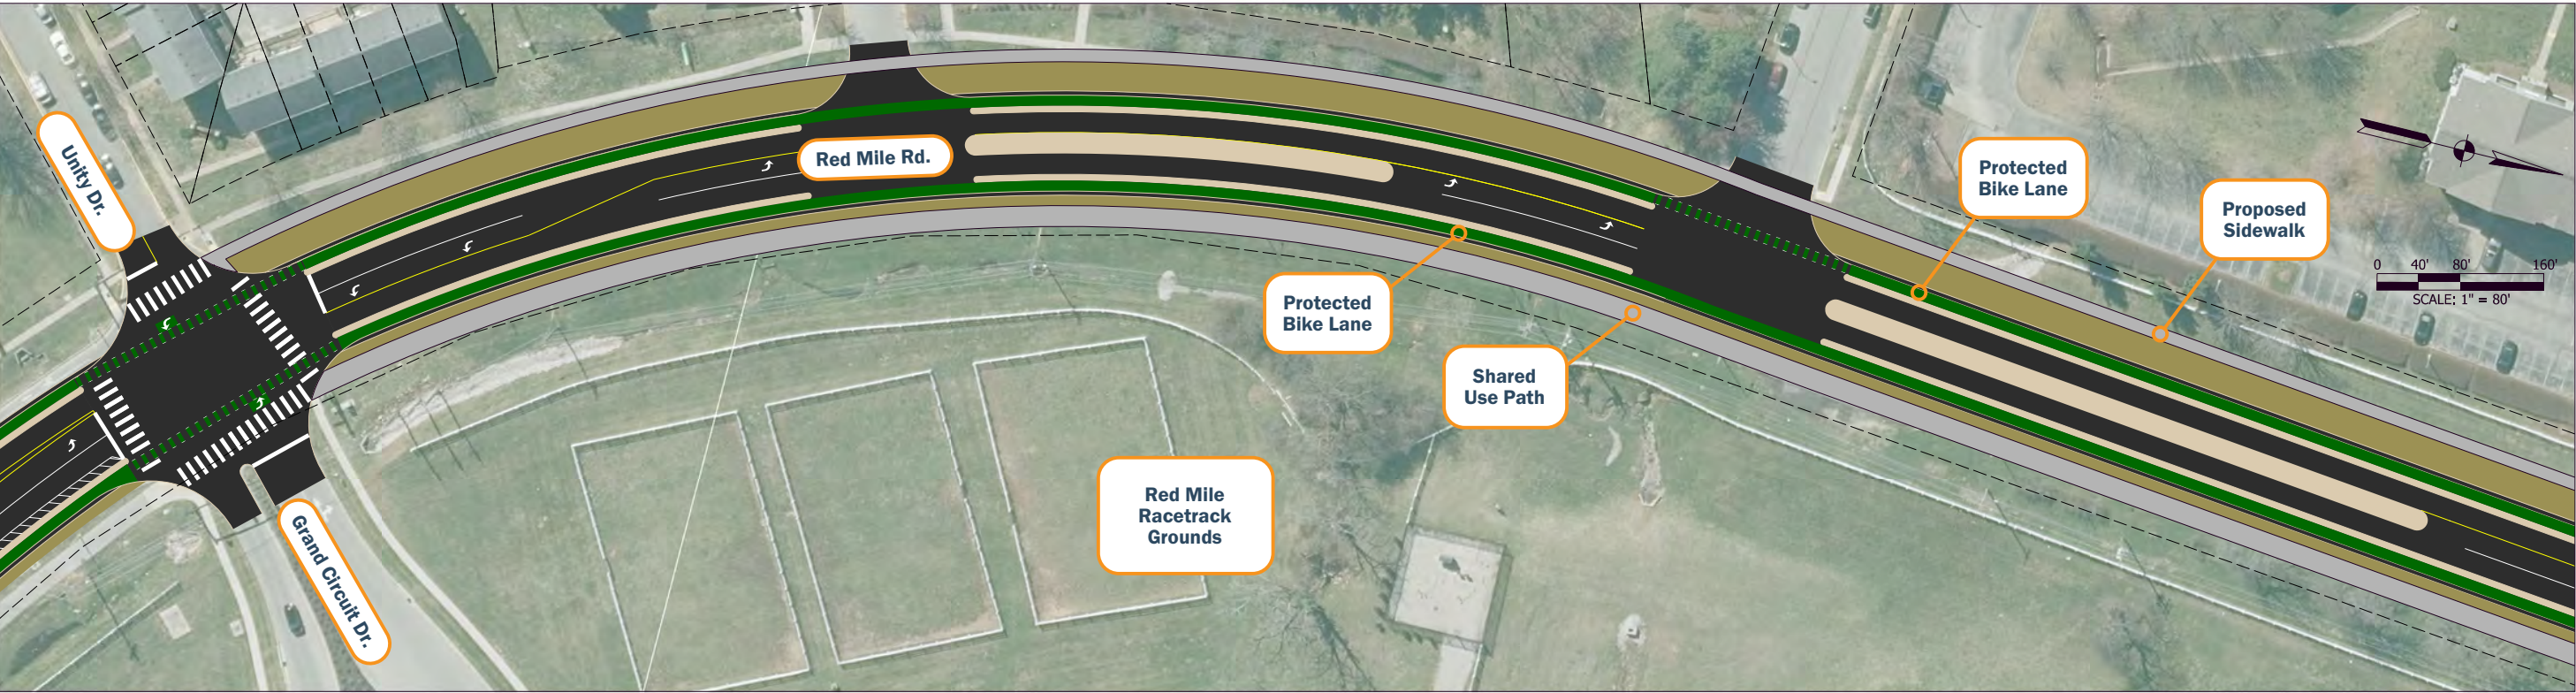 Unity Dr.
Red Mile Rd.
Protected
Bike Lane
Proposed
Sidewalk
0 40' 80' 160'
SCALE: 1" = 80'
Protected
Bike Lane
Shared
Use Path
Red Mile
Racetrack
Grounds
Grand Circuit Dr.